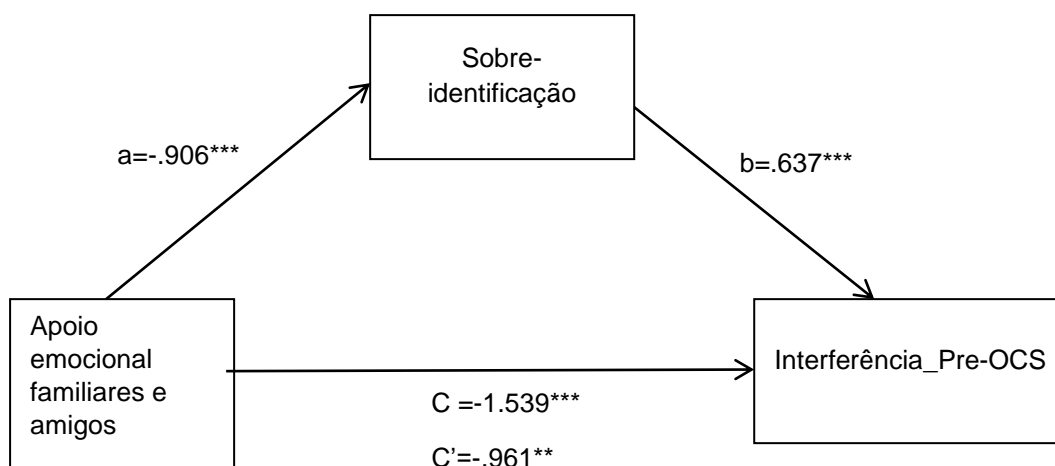 Sobre-
identificação
a=-.906***
b=.637***
Apoio
emocional
familiares e
amigos
Interferência_Pre-OCS
C =-1.539***
C’=-.961**